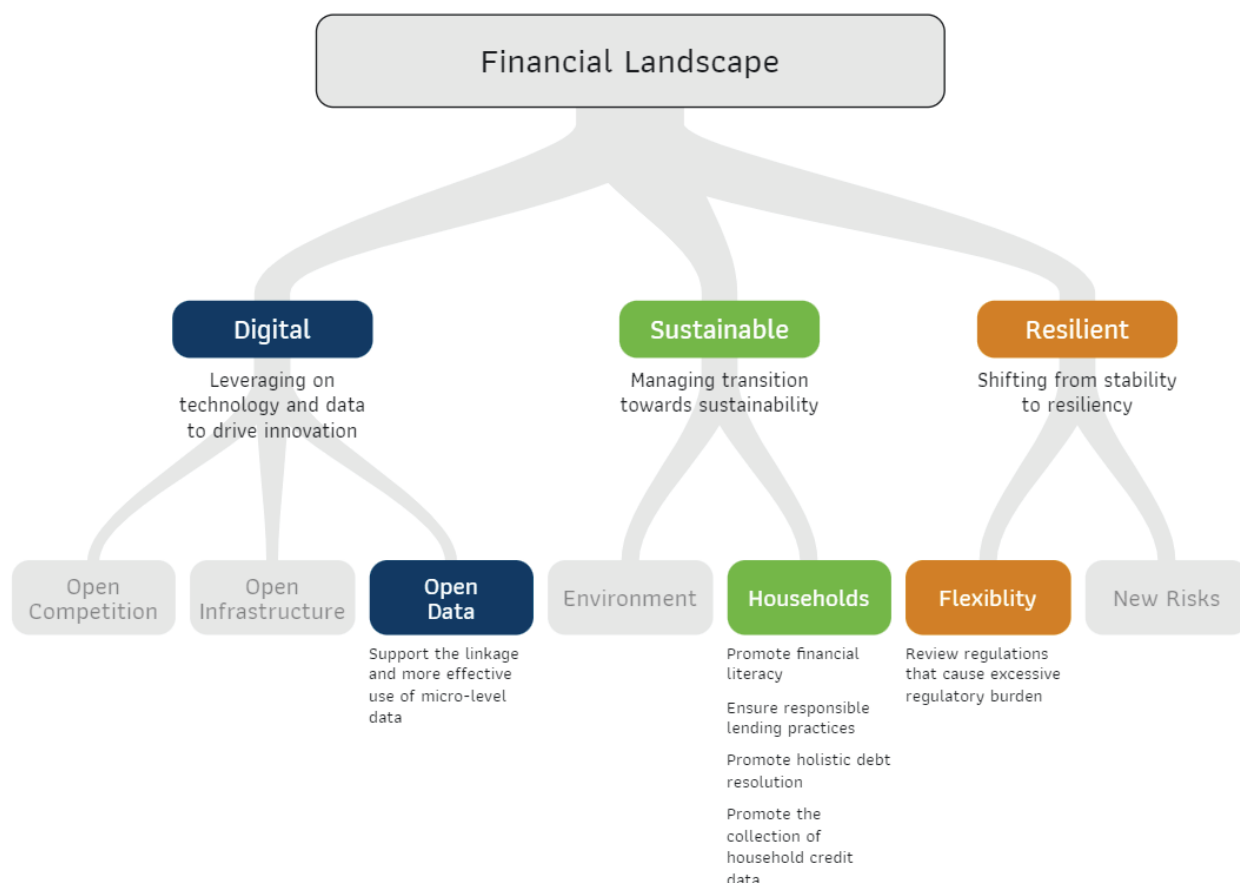 Financial Landscape
Digital
Sustainable
Resilient
Leveraging on
technology and data
to drive innovation
Managing transition
towards sustainability
Shifting from stability
to resiliency
Open
Competition
Open
Infrastructure
Open
Data
Environment
Households
Flexiblity
New Risks
Support the linkage
and more effective
use of micro-level
data
Promote financial
literacy
Ensure responsible
lending practices
Promote holistic debt
resolution
Promote the
collection of
household credit
data
Review regulations
that cause excessive
regulatory burden